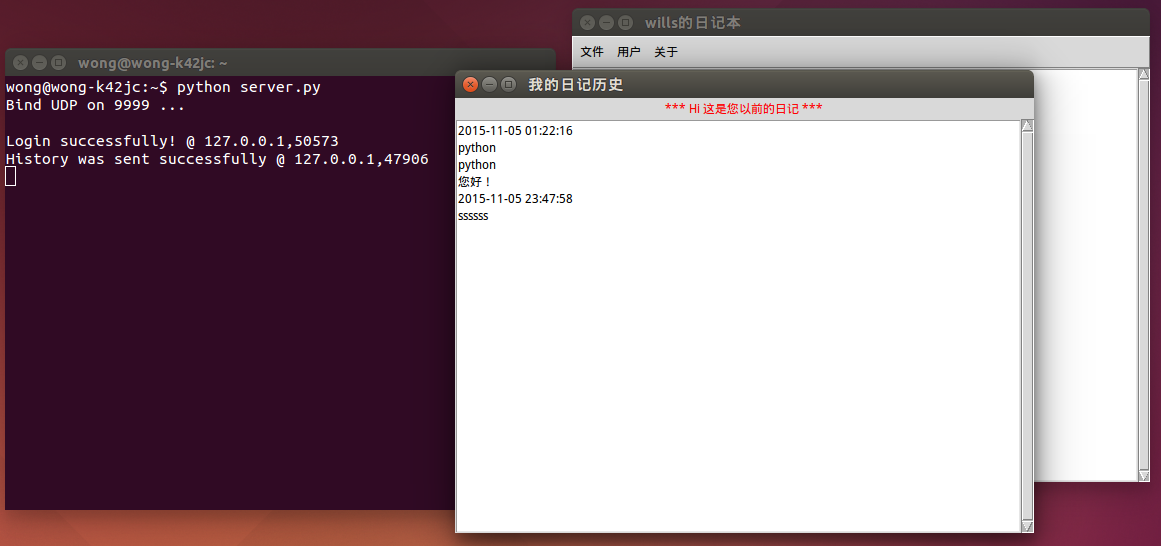 wong@wong-k42jc: ~
wong@wong-k42jc:~$ python server.py
Bind UDP on 9999 ...
Login successfully! @ 127.0.0.1,50573
History was sent successfully @ 127.0.0.1,47906
wills的日记本
文件 用户 关于
我的日记历史
*** Hi 这是您以前的日记 ***
2015-11-05 01:22:16
python
python
您好！
2015-11-05 23:47:58
ssssss